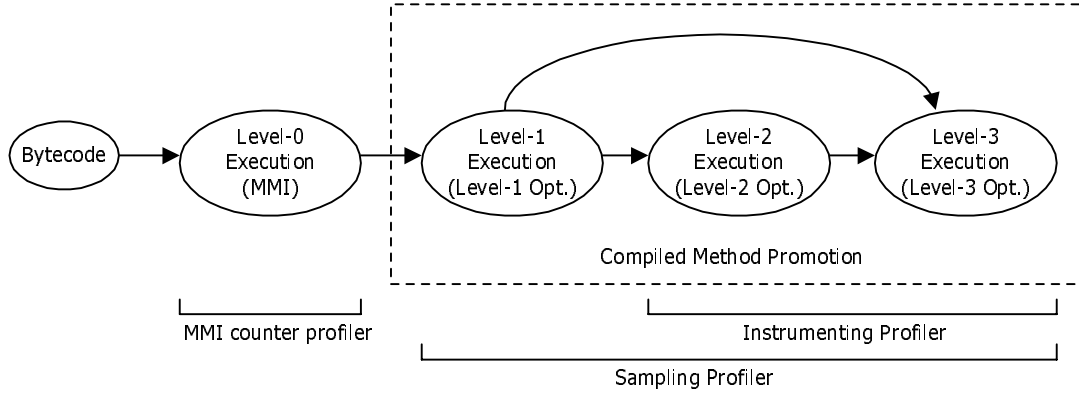 Bytecode
Level-0
Execution
(MMI)
Level-1
Execution
(Level-1 Opt.)
Level-2
Execution
(Level-2 Opt.)
Level-3
Execution
(Level-3 Opt.)
Compiled Method Promotion
MMI counter profiler
Instrumenting Profiler
Sampling Profiler